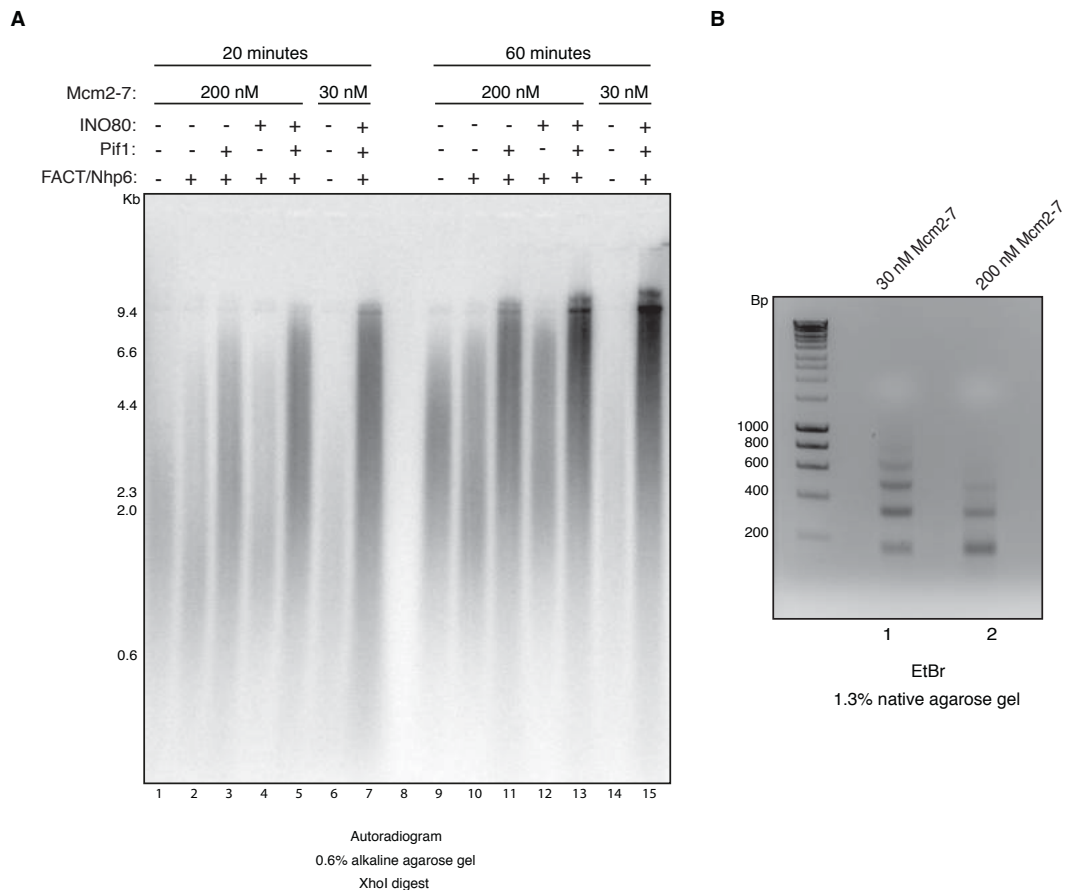 A
20 minutes 60 minutes
Mcm2-7: 200 nM 30 nM 200 nM 30 nM
INO80: - - - + + - + - - - + + - +
Pif1: - - + - + - + - - + - + - +
FACT/Nhp6: - + + + + - + - + + + + - +
Kb
9.4
6.6
4.4
2.3
2.0
0.6
1 2 3 4 5 6 7 8 9 10 11 12 13 14 15
Autoradiogram
0.6% alkaline agarose gel
XhoI digest
B
30 nM Mcm2-7
200 nM Mcm2-7
Bp
1000
800
600
400
200
1 2
EtBr
1.3% native agarose gel